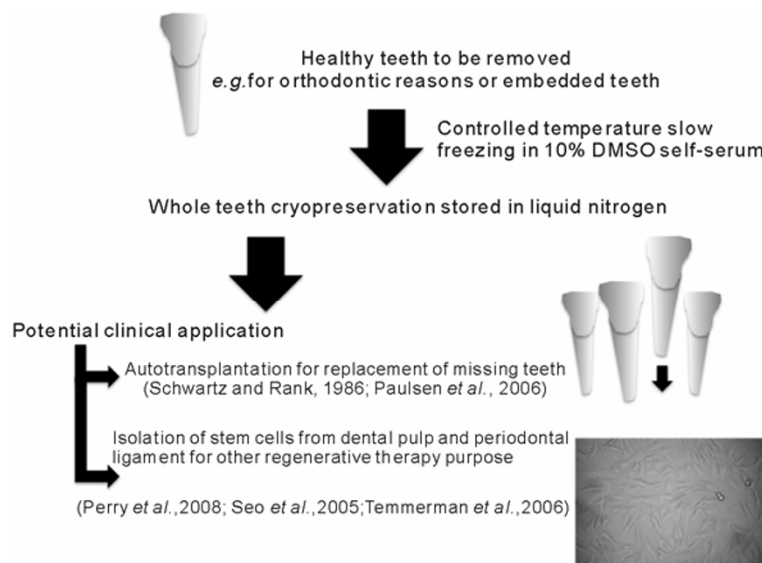 Healthy teeth to be removed
e.g.for orthodontic reasons or embedded teeth
Controlled temperature slow
freezing in 10% DMSO self-serum
Whole teeth cryopreservation stored in liquid nitrogen
Potential clinical application
Autotransplantation for replacement of missing teeth
(Schwartz and Rank, 1986; Paulsen et al., 2006)
Isolation of stem cells from dental pulp and periodontal
ligament for other regenerative therapy purpose
(Perry et al.,2008; Seo et al.,2005;Temmerman et al.,2006)